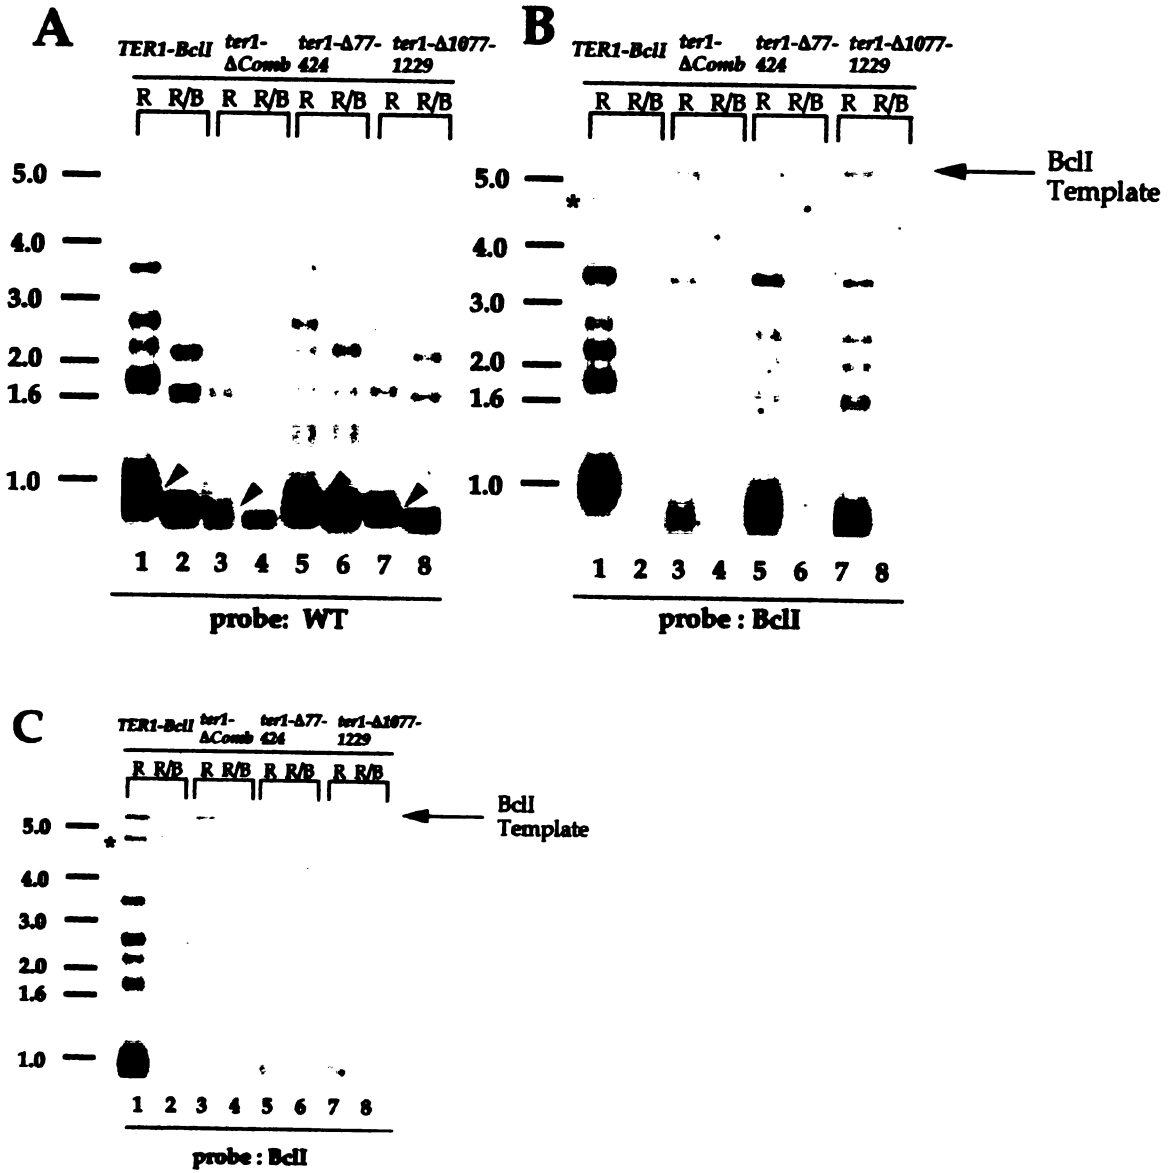 A
TER1-BclI ter1-ΔComb ter1-Δ77-424 ter1-Δ1077-1229
R R/B R R/B R R/B R R/B
5.0
4.0
3.0
2.0
1.6
1.0
1 2 3 4 5 6 7 8
probe: WT
B
TER1-BclI ter1-ΔComb ter1-Δ77-424 ter1-Δ1077-1229
R R/B R R/B R R/B R R/B
BclI
Template
5.0
*
4.0
3.0
2.0
1.6
1.0
1 2 3 4 5 6 7 8
probe : BclI
C
TER1-BclI ter1-ΔComb ter1-Δ77-424 ter1-Δ1077-1229
R R/B R R/B R R/B R R/B
BclI
Template
5.0
*
4.0
3.0
2.0
1.6
1.0
1 2 3 4 5 6 7 8
probe : BclI